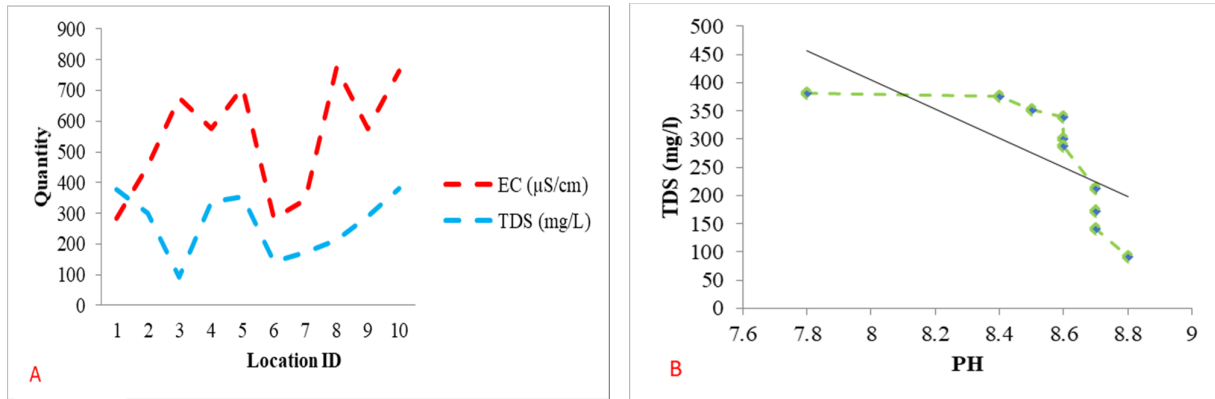 900
800
700
600
500
400
300
200
100
0
Quantity
1 2 3 4 5 6 7 8 9 10
Location ID
EC (µS/cm)
TDS (mg/L)
A
500
450
400
350
300
250
200
150
100
50
0
TDS (mg/l)
7.6 7.8 8 8.2 8.4 8.6 8.8 9
PH
B